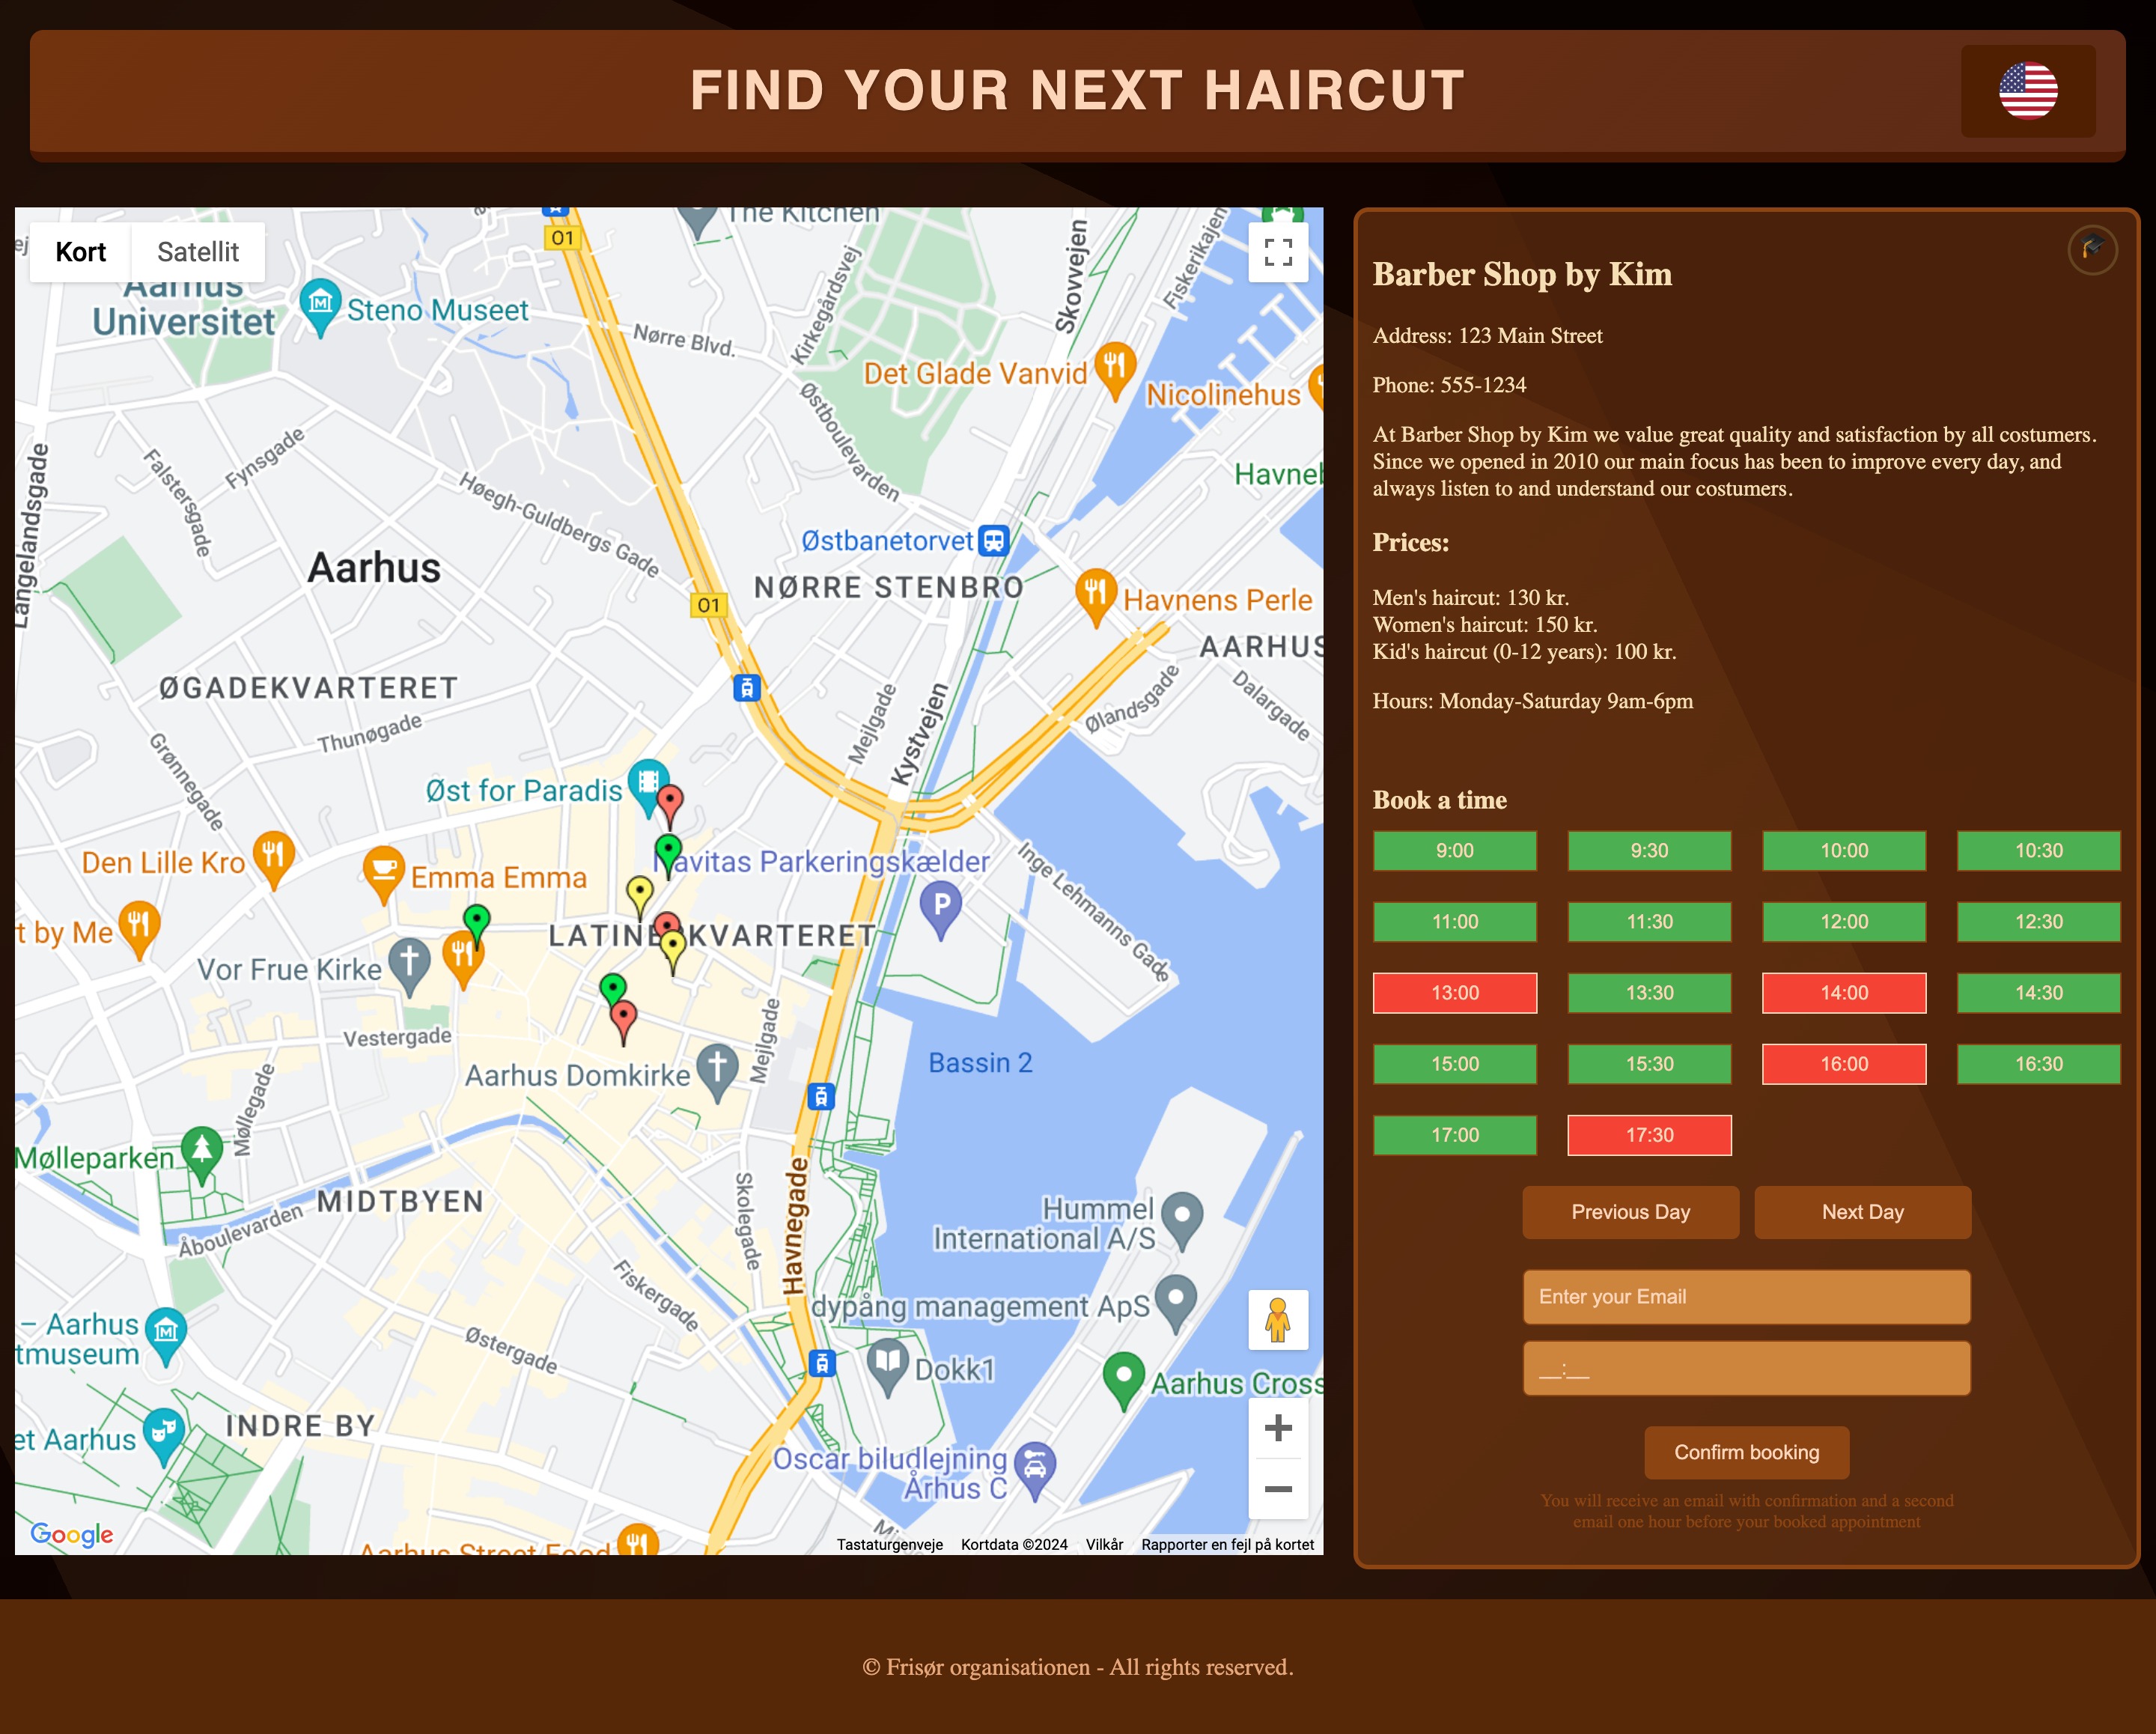 FIND YOUR NEXT HAIRCUT
Kort
Satellit
The Kitchen
O1
Aarhus
Universitet
Steno Museet
Nørre Blvd.
Kirkegårdsvej
Skovvejen
Fiskerikajen
Det Glade Vanvid
Nicolinehus
Østboulevarden
Langelandsgade
Falstersgade
Fynsgade
Høegh-Guldbergs Gade
Havneb
Østbanetorvet
Aarhus
NØRRE STENBRO
O1
Havnens Perle
AARHUS
ØGADEKVARTERET
Thunøgade
Grønnegade
Mejlgade
Kystvejen
Ølandsgade
Dalargade
Øst for Paradis
Den Lille Kro
Emma Emma
Navitas Parkeringskælder
Inge Lehmanns Gade
P
t by Me
LATINERKVARTERET
Vor Frue Kirke
Vestergade
Mejlgade
Aarhus Domkirke
Bassin 2
Møllegade
Mølleparken
MIDTBYEN
Åboulevarden
Skolegade
Havnegade
Hummel
International A/S
Fiskergade
dypång management ApS
– Aarhus
tmuseum
Østergade
Dokk1
Aarhus Cross
INDRE BY
et Aarhus
Oscar biludlejning
Århus C
Aarhus Street Food
Google
Tastaturgenveje
Kortdata ©2024
Vilkår
Rapporter en fejl på kortet
Barber Shop by Kim
Address: 123 Main Street
Phone: 555-1234
At Barber Shop by Kim we value great quality and satisfaction by all costumers.
Since we opened in 2010 our main focus has been to improve every day, and
always listen to and understand our costumers.
Prices:
Men's haircut: 130 kr.
Women's haircut: 150 kr.
Kid's haircut (0-12 years): 100 kr.
Hours: Monday-Saturday 9am-6pm
Book a time
9:00 9:30 10:00 10:30
11:00 11:30 12:00 12:30
13:00 13:30 14:00 14:30
15:00 15:30 16:00 16:30
17:00 17:30
Previous Day
Next Day
Enter your Email
__:__
Confirm booking
You will receive an email with confirmation and a second
email one hour before your booked appointment
© Frisør organisationen - All rights reserved.